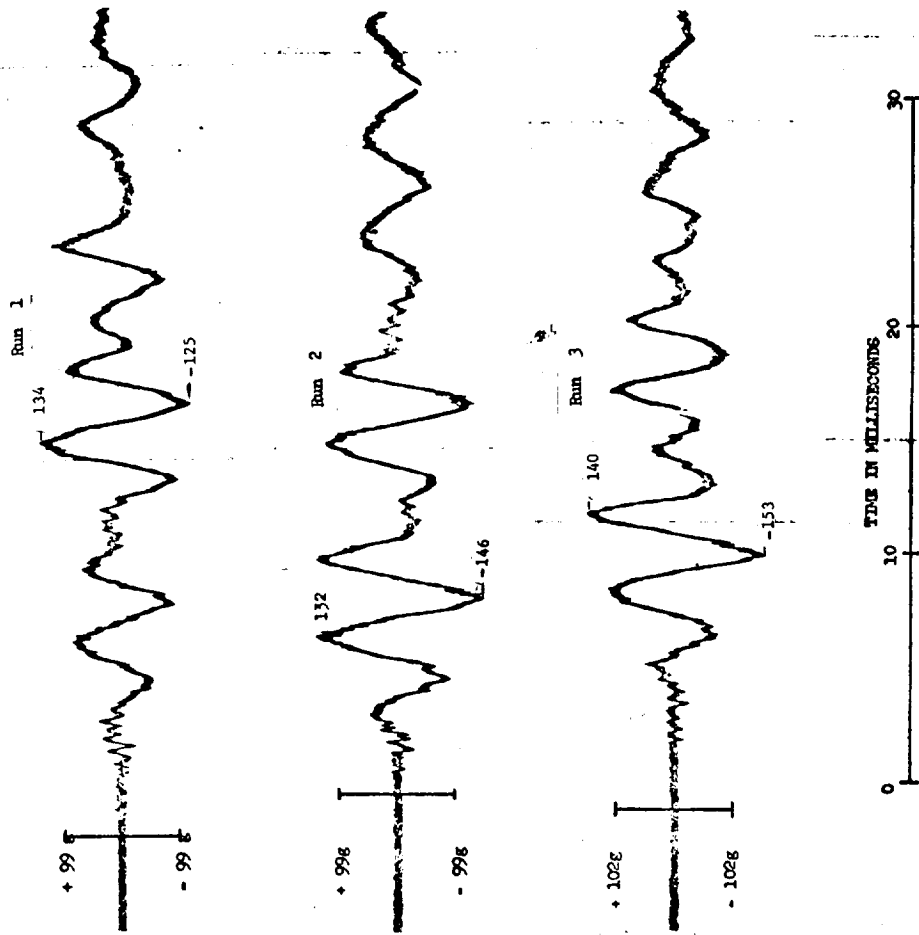 Run 1
+ 99 g
- 99 g
134
-125
Run 2
+ 99g
- 99g
132
-146
Run 3
+ 102g
- 102g
140
-153
0
10
20
30
TIME IN MILLISECONDS